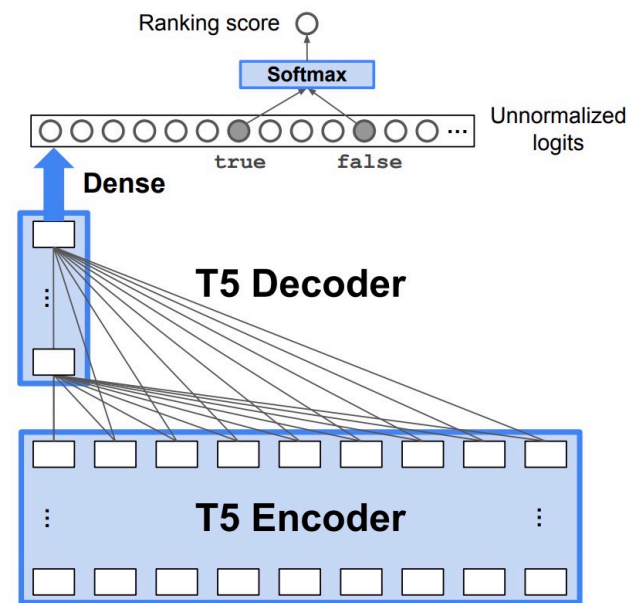 Ranking score
Softmax
Unnormalized
logits
...
true false
Dense
T5 Decoder
...
...
T5 Encoder
...